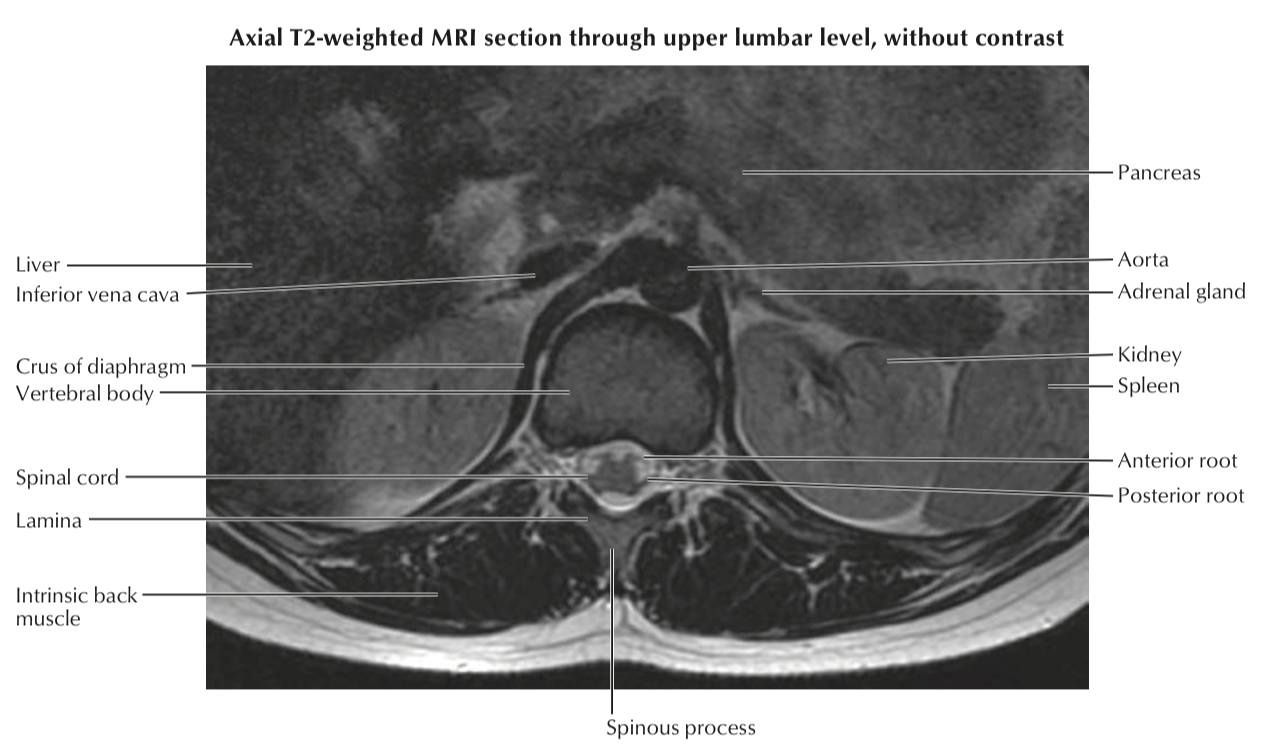 Axial T2-weighted MRI section through upper lumbar level, without contrast
Pancreas
Liver
Aorta
Inferior vena cava
Adrenal gland
Crus of diaphragm
Kidney
Vertebral body
Spleen
Anterior root
Spinal cord
Posterior root
Lamina
Intrinsic back
muscle
Spinous process